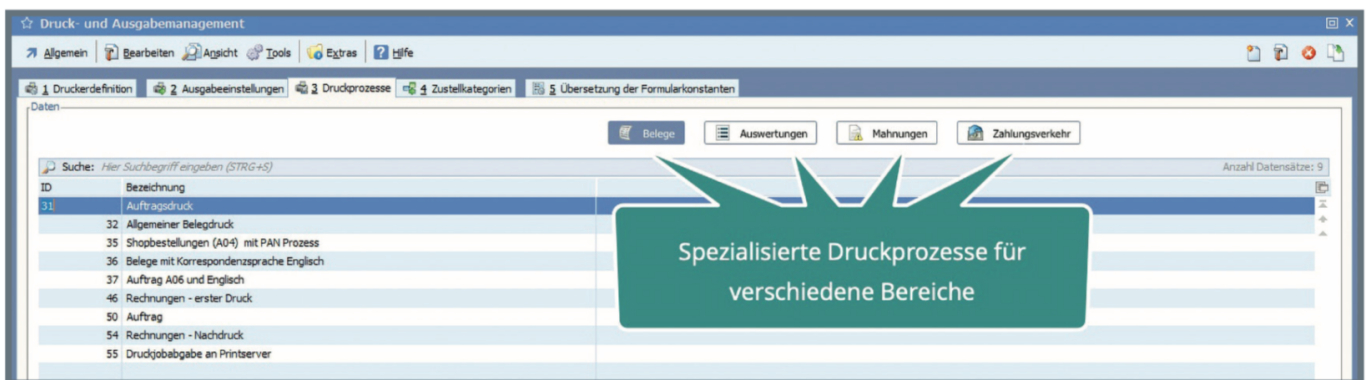 Druck- und Ausgabemanagement
Allgemein Bearbeiten Ansicht Tools Extras Hilfe
1 Druckerdefinition 2 Ausgabeeinstellungen 3 Druckprozesse 4 Zustellkategorien 5 Übersetzung der Formularkonstanten
Daten
Belege Auswertungen Mahnungen Zahlungsverkehr
Suche: Hier Suchbegriff eingeben (STRG+S) Anzahl Datensätze: 9
ID Bezeichnung
31 Auftragsdruck
32 Allgemeiner Belegdruck
35 Shopbestellungen (A04) mit PAN Prozess
36 Belege mit Korrespondenzsprache Englisch
37 Auftrag A06 und Englisch
46 Rechnungen - erster Druck
50 Auftrag
54 Rechnungen - Nachdruck
55 Druckjobabgabe an Printserver
Spezialisierte Druckprozesse für
verschiedene Bereiche